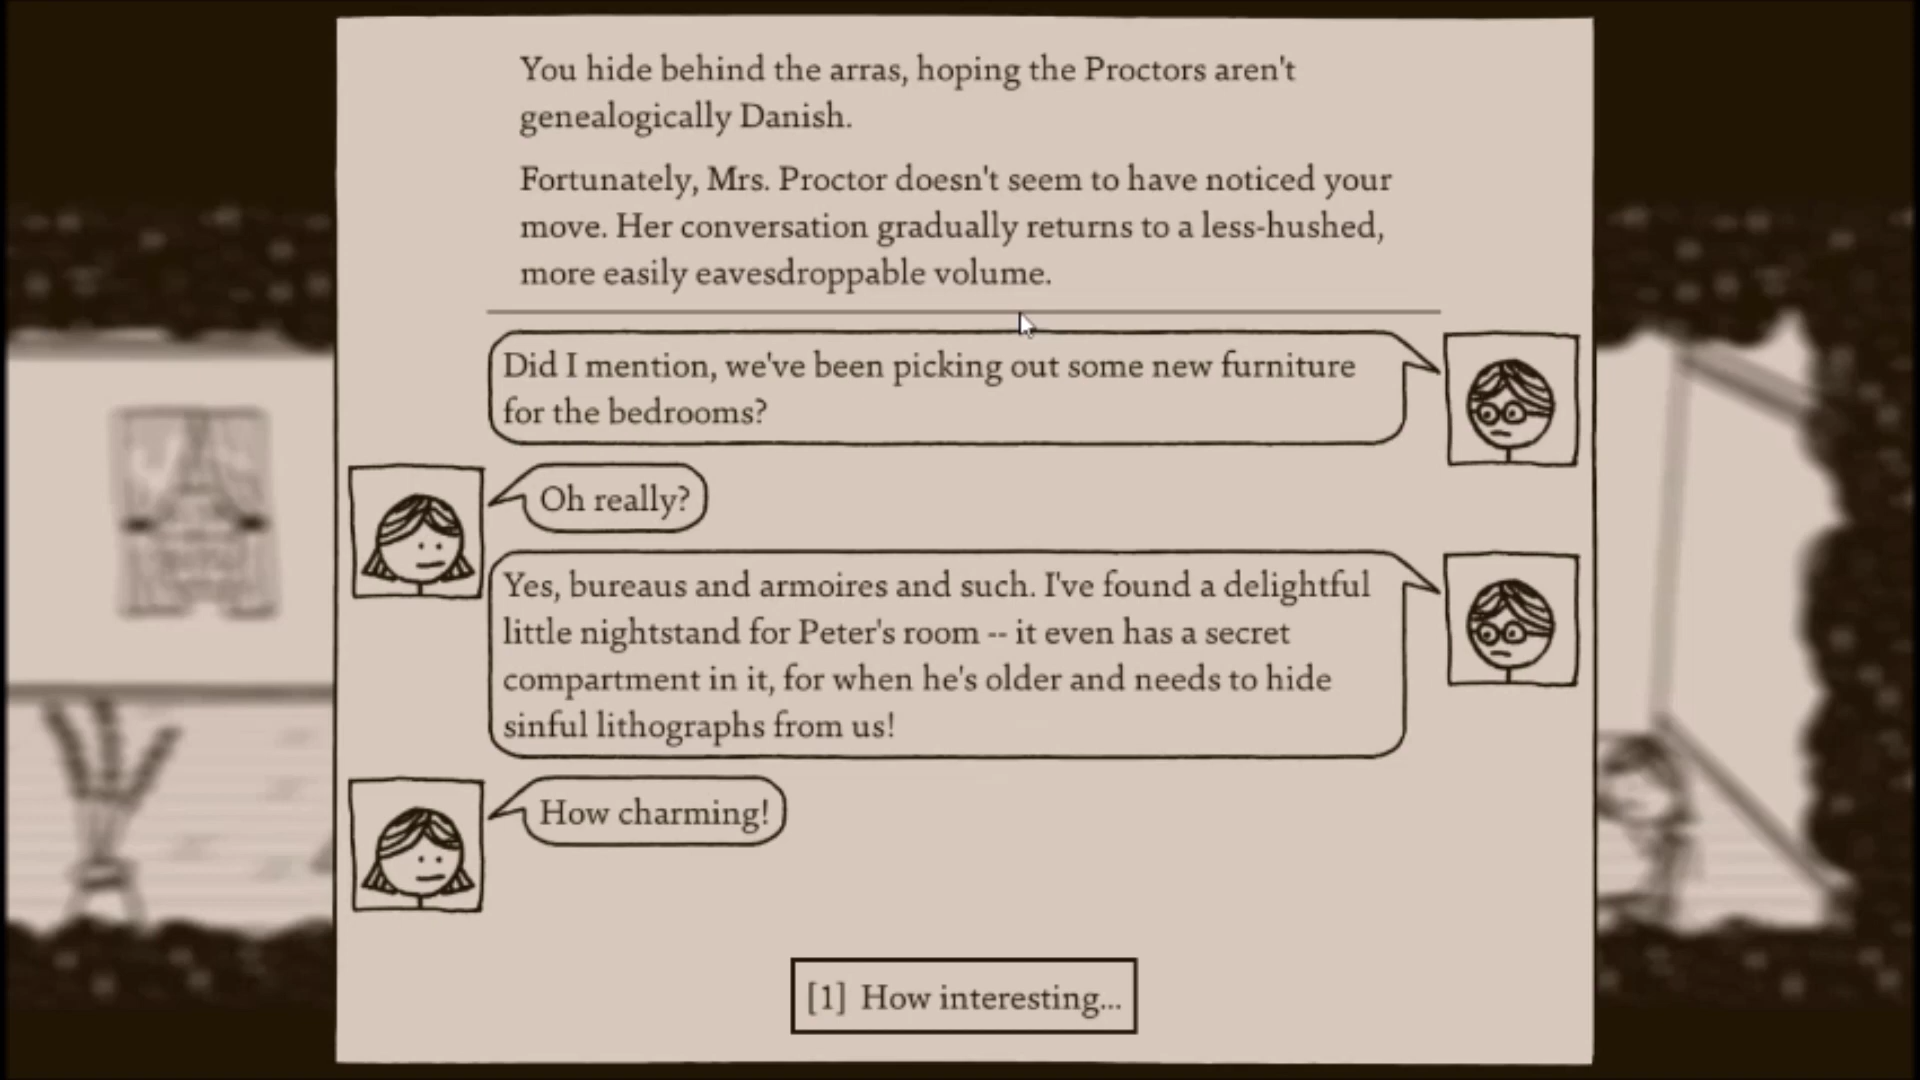 You hide behind the arras, hoping the Proctors aren't
genealogically Danish.
Fortunately, Mrs. Proctor doesn't seem to have noticed your
move. Her conversation gradually returns to a less-hushed,
more easily eavesdroppable volume.
Did I mention, we've been picking out some new furniture
for the bedrooms?
Oh really?
Yes, bureaus and armoires and such. I've found a delightful
little nightstand for Peter's room -- it even has a secret
compartment in it, for when he's older and needs to hide
sinful lithographs from us!
How charming!
[1] How interesting...